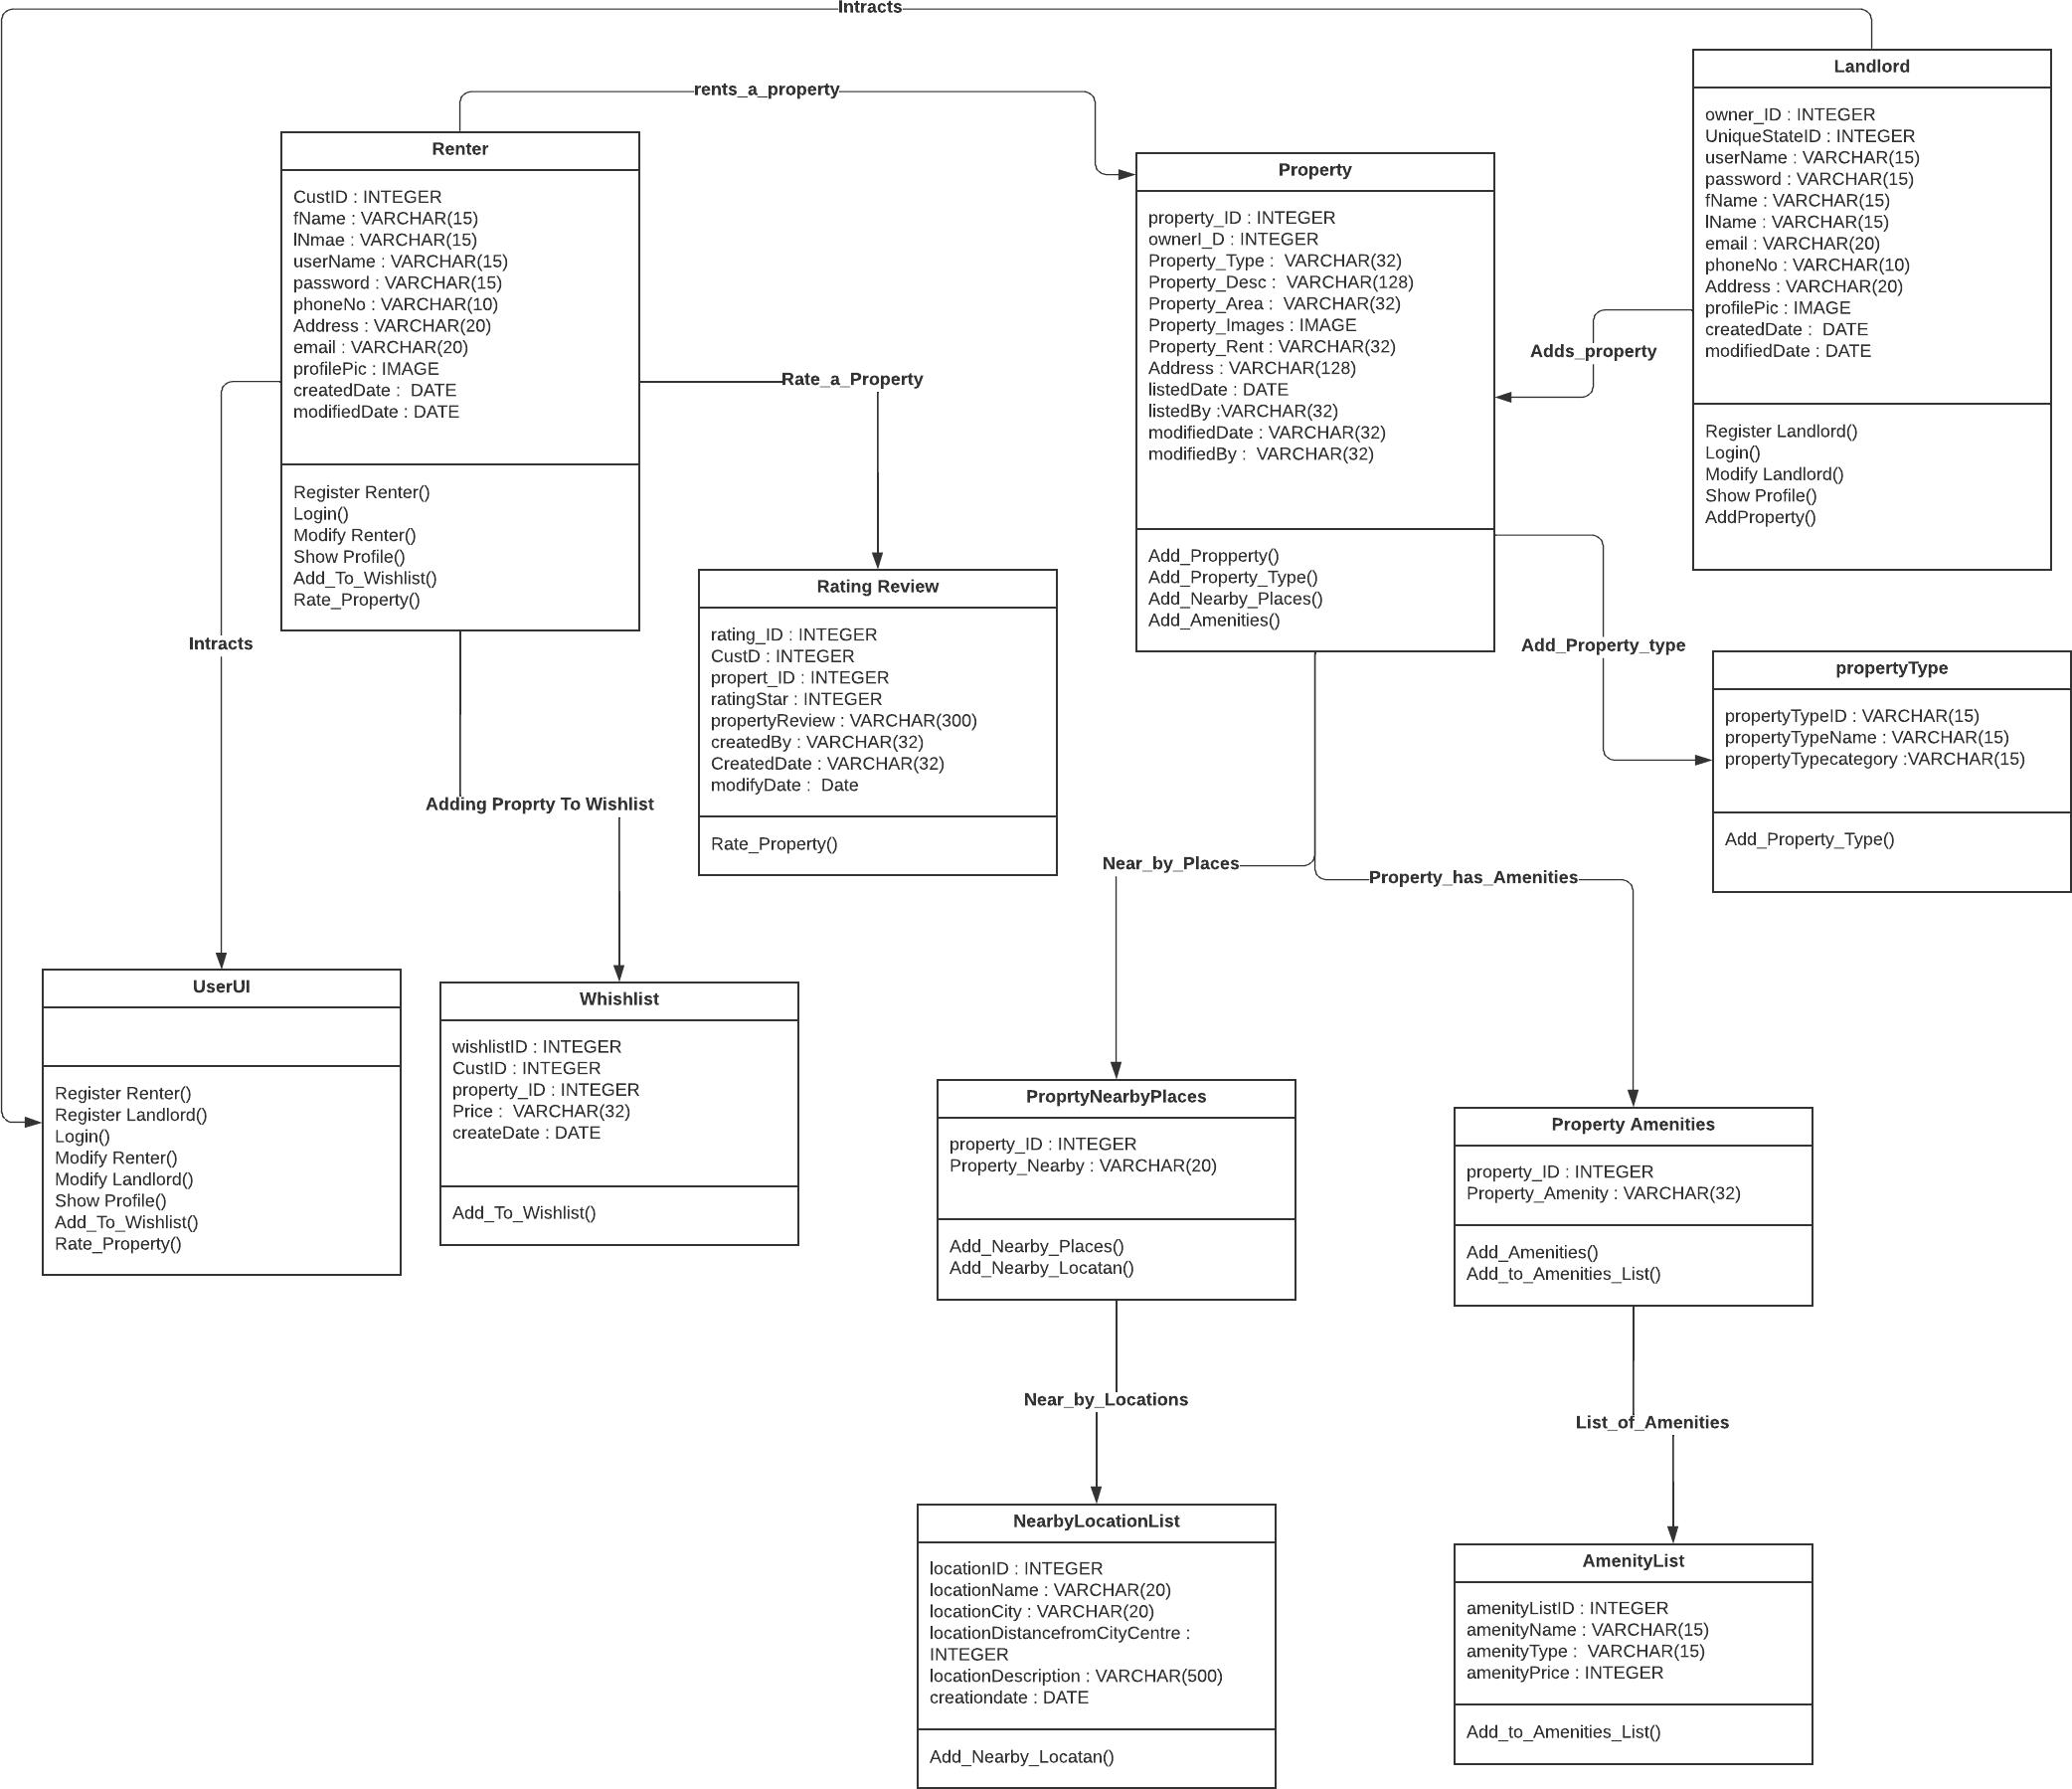 Intracts
Landlord
owner_ID : INTEGER
UniqueStateID : INTEGER
userName : VARCHAR(15)
password : VARCHAR(15)
fName : VARCHAR(15)
lName : VARCHAR(15)
email : VARCHAR(20)
phoneNo : VARCHAR(10)
Address : VARCHAR(20)
profilePic : IMAGE
createdDate :  DATE
modifiedDate : DATE
Register Landlord()
Login()
Modify Landlord()
Show Profile()
AddProperty()
rents_a_property
Renter
CustID : INTEGER
fName : VARCHAR(15)
lNmae : VARCHAR(15)
userName : VARCHAR(15)
password : VARCHAR(15)
phoneNo : VARCHAR(10)
Address : VARCHAR(20)
email : VARCHAR(20)
profilePic : IMAGE
createdDate :  DATE
modifiedDate : DATE
Register Renter()
Login()
Modify Renter()
Show Profile()
Add_To_Wishlist()
Rate_Property()
Property
property_ID : INTEGER
ownerI_D : INTEGER
Property_Type :  VARCHAR(32)
Property_Desc :  VARCHAR(128)
Property_Area :  VARCHAR(32)
Property_Images : IMAGE
Property_Rent : VARCHAR(32)
Address : VARCHAR(128)
listedDate : DATE
listedBy :VARCHAR(32)
modifiedDate : VARCHAR(32)
modifiedBy :  VARCHAR(32)
Add_Propperty()
Add_Property_Type()
Add_Nearby_Places()
Add_Amenities()
Adds_property
Rate_a_Property
Rating Review
rating_ID : INTEGER
CustD : INTEGER
propert_ID : INTEGER
ratingStar : INTEGER
propertyReview : VARCHAR(300)
createdBy : VARCHAR(32)
CreatedDate : VARCHAR(32)
modifyDate :  Date
Rate_Property()
Intracts
Add_Property_type
propertyType
propertyTypeID : VARCHAR(15)
propertyTypeName : VARCHAR(15)
propertyTypecategory :VARCHAR(15)
Add_Property_Type()
Adding Proprty To Wishlist
Near_by_Places
Property_has_Amenities
UserUI
Register Renter()
Register Landlord()
Login()
Modify Renter()
Modify Landlord()
Show Profile()
Add_To_Wishlist()
Rate_Property()
Whishlist
wishlistID : INTEGER
CustID : INTEGER
property_ID : INTEGER
Price :  VARCHAR(32)
createDate : DATE
Add_To_Wishlist()
ProprtyNearbyPlaces
property_ID : INTEGER
Property_Nearby : VARCHAR(20)
Add_Nearby_Places()
Add_Nearby_Locatan()
Property Amenities
property_ID : INTEGER
Property_Amenity : VARCHAR(32)
Add_Amenities()
Add_to_Amenities_List()
Near_by_Locations
List_of_Amenities
NearbyLocationList
locationID : INTEGER
locationName : VARCHAR(20)
locationCity : VARCHAR(20)
locationDistancefromCityCentre :
INTEGER
locationDescription : VARCHAR(500)
creationdate : DATE
Add_Nearby_Locatan()
AmenityList
amenityListID : INTEGER
amenityName : VARCHAR(15)
amenityType :  VARCHAR(15)
amenityPrice : INTEGER
Add_to_Amenities_List()